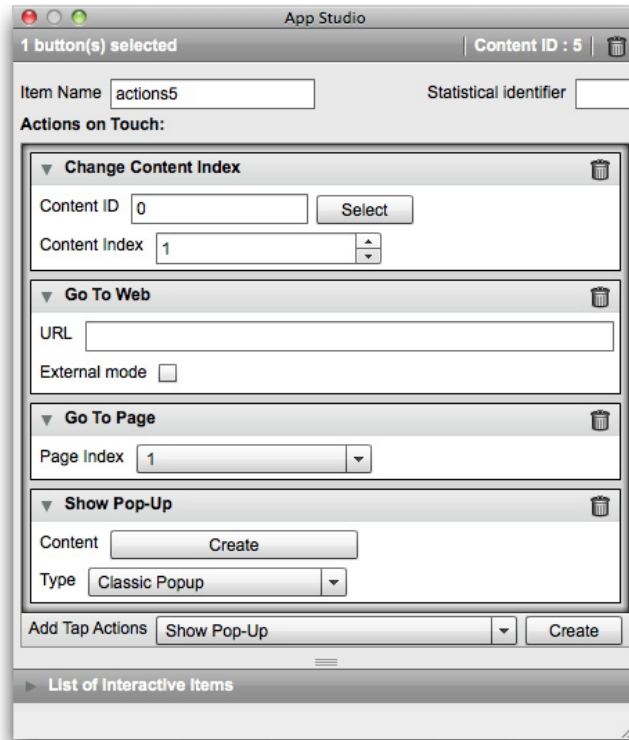 App Studio
1 button(s) selected Content ID : 5
Item Name actions5 Statistical identifier
Actions on Touch:
Change Content Index
Content ID 0 Select
Content Index 1
Go To Web
URL
External mode
Go To Page
Page Index 1
Show Pop-Up
Content Create
Type Classic Popup
Add Tap Actions Show Pop-Up Create
List of Interactive Items